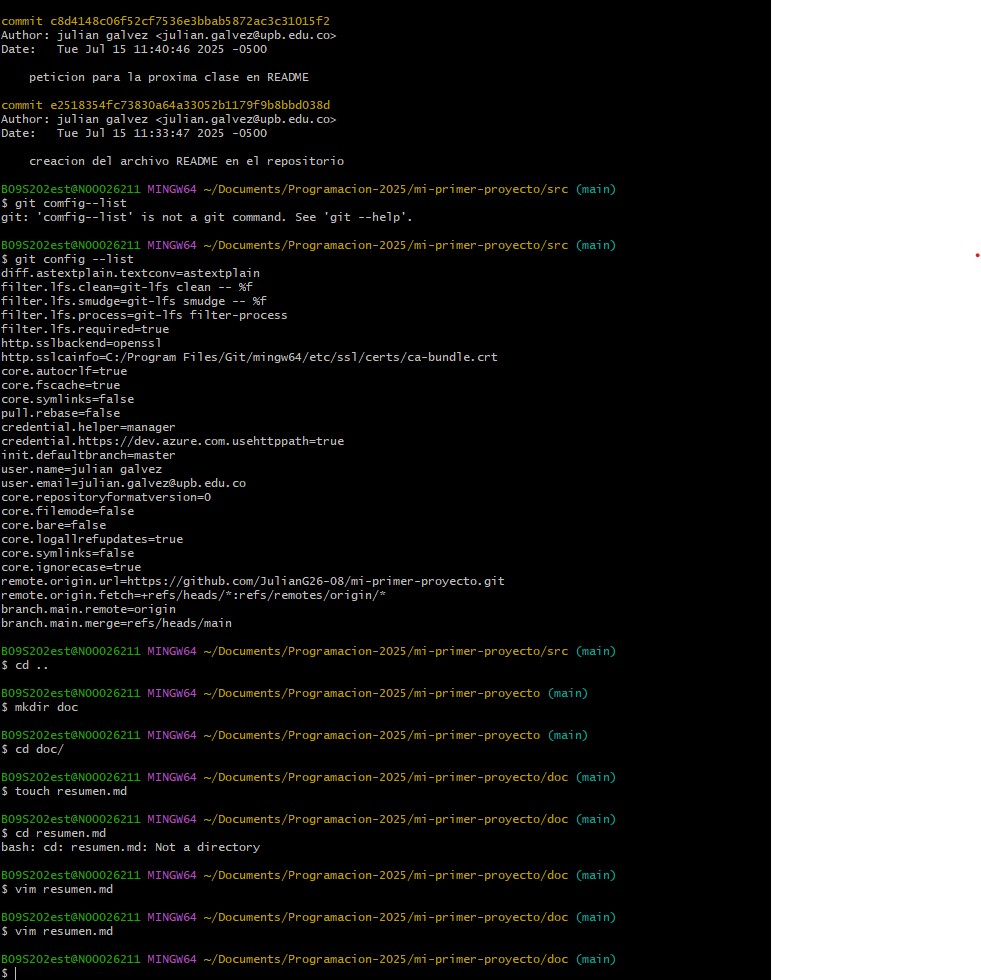 commit c8d4148c06f52cf7536e3bbab5872ac3c31015f2
Author: julian galvez <julian.galvez@upb.edu.co>
Date:   Tue Jul 15 11:40:46 2025 -0500
    peticion para la proxima clase en README
commit e2518354fc73830a64a33052b1179f9b8bbd038d
Author: julian galvez <julian.galvez@upb.edu.co>
Date:   Tue Jul 15 11:33:47 2025 -0500
    creacion del archivo README en el repositorio
B09S202est@N00026211 MINGW64 ~/Documents/Programacion-2025/mi-primer-proyecto/src (main)
$ git comfig--list
git: 'comfig--list' is not a git command. See 'git --help'.
B09S202est@N00026211 MINGW64 ~/Documents/Programacion-2025/mi-primer-proyecto/src (main)
$ git config --list
diff.astextplain.textconv=astextplain
filter.lfs.clean=git-lfs clean -- %f
filter.lfs.smudge=git-lfs smudge -- %f
filter.lfs.process=git-lfs filter-process
filter.lfs.required=true
http.sslbackend=openssl
http.sslcainfo=C:/Program Files/Git/mingw64/etc/ssl/certs/ca-bundle.crt
core.autocrlf=true
core.fscache=true
core.symlinks=false
pull.rebase=false
credential.helper=manager
credential.https://dev.azure.com.usehttppath=true
init.defaultbranch=master
user.name=julian galvez
user.email=julian.galvez@upb.edu.co
core.repositoryformatversion=0
core.filemode=false
core.bare=false
core.logallrefupdates=true
core.symlinks=false
core.ignorecase=true
remote.origin.url=https://github.com/JulianG26-08/mi-primer-proyecto.git
remote.origin.fetch=+refs/heads/*:refs/remotes/origin/*
branch.main.remote=origin
branch.main.merge=refs/heads/main
B09S202est@N00026211 MINGW64 ~/Documents/Programacion-2025/mi-primer-proyecto/src (main)
$ cd ..
B09S202est@N00026211 MINGW64 ~/Documents/Programacion-2025/mi-primer-proyecto (main)
$ mkdir doc
B09S202est@N00026211 MINGW64 ~/Documents/Programacion-2025/mi-primer-proyecto (main)
$ cd doc/
B09S202est@N00026211 MINGW64 ~/Documents/Programacion-2025/mi-primer-proyecto/doc (main)
$ touch resumen.md
B09S202est@N00026211 MINGW64 ~/Documents/Programacion-2025/mi-primer-proyecto/doc (main)
$ cd resumen.md
bash: cd: resumen.md: Not a directory
B09S202est@N00026211 MINGW64 ~/Documents/Programacion-2025/mi-primer-proyecto/doc (main)
$ vim resumen.md
B09S202est@N00026211 MINGW64 ~/Documents/Programacion-2025/mi-primer-proyecto/doc (main)
$ vim resumen.md
B09S202est@N00026211 MINGW64 ~/Documents/Programacion-2025/mi-primer-proyecto/doc (main)
$